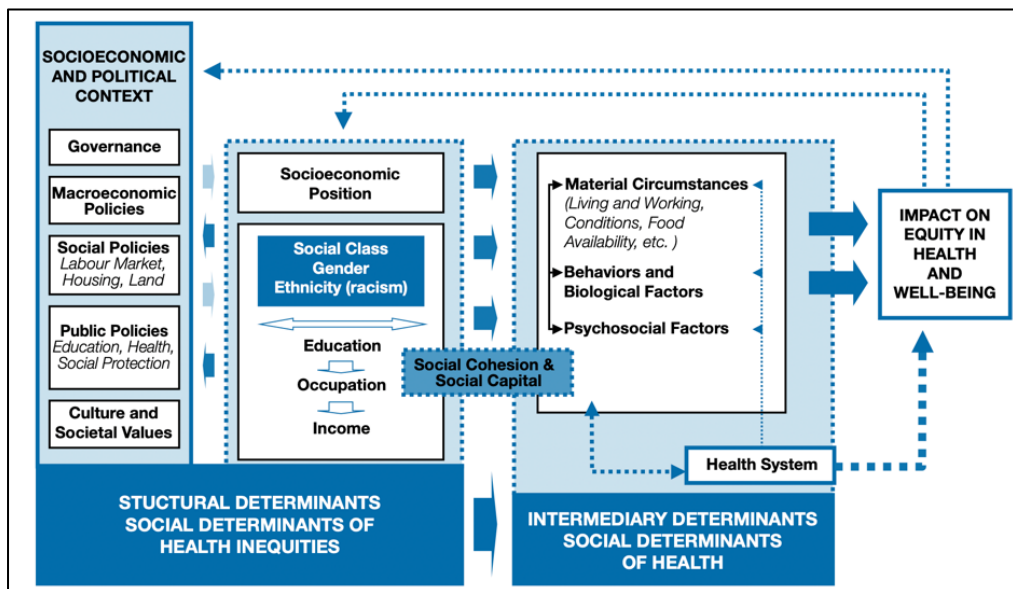 SOCIOECONOMIC
AND POLITICAL
CONTEXT
Governance
Macroeconomic
Policies
Social Policies
Labour Market,
Housing, Land
Public Policies
Education, Health,
Social Protection
Culture and
Societal Values
Socioeconomic
Position
Social Class
Gender
Ethnicity (racism)
Education
Occupation
Income
Social Cohesion &
Social Capital
Material Circumstances
(Living and Working,
Conditions, Food
Availability, etc. )
Behaviors and
Biological Factors
Psychosocial Factors
Health System
IMPACT ON
EQUITY IN
HEALTH
AND
WELL-BEING
STUCTURAL DETERMINANTS
SOCIAL DETERMINANTS OF
HEALTH INEQUITIES
INTERMEDIARY DETERMINANTS
SOCIAL DETERMINANTS
OF HEALTH